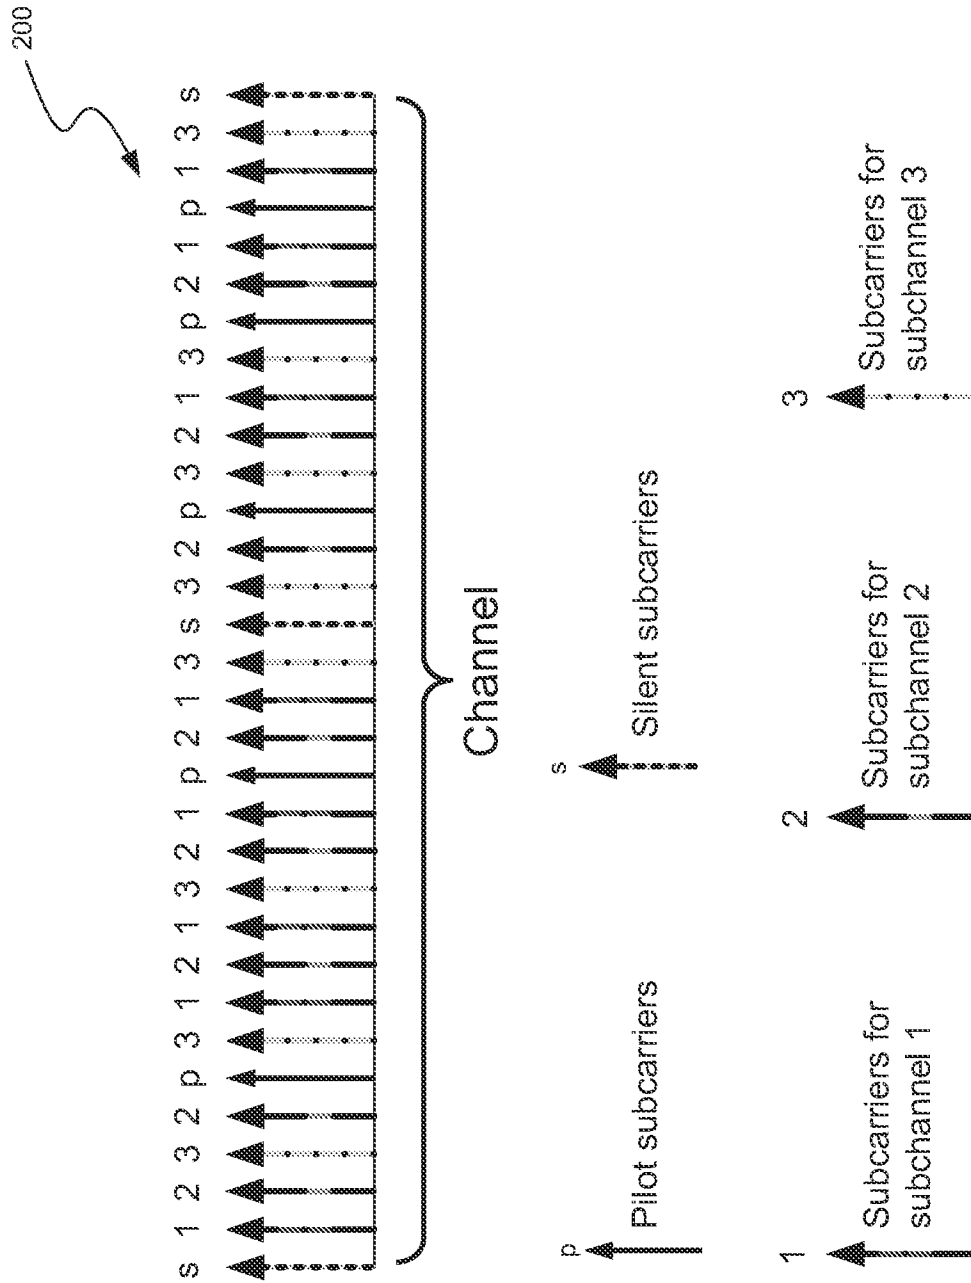 200
s 1 2 3 2 p 3 1 2 1 3 2 1 p 2 1 3 s 3 2 p 3 2 1 3 p 2 1 p 1 3 s
Channel
p
Pilot subcarriers
s
Silent subcarriers
1
Subcarriers for
subchannel 1
2
Subcarriers for
subchannel 2
3
Subcarriers for
subchannel 3